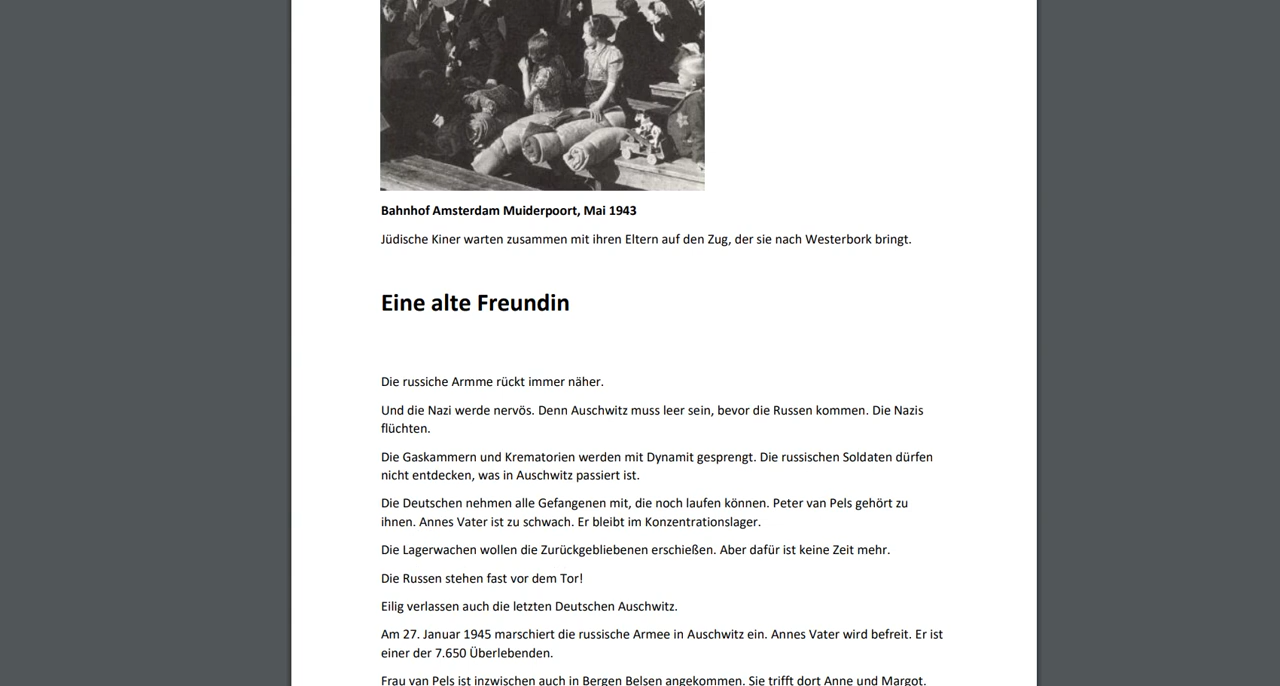 Bahnhof Amsterdam Muiderpoort, Mai 1943
Jüdische Kiner warten zusammen mit ihren Eltern auf den Zug, der sie nach Westerbork bringt.
Eine alte Freundin
Die russiche Armme rückt immer näher.
Und die Nazi werde nervös. Denn Auschwitz muss leer sein, bevor die Russen kommen. Die Nazis
flüchten.
Die Gaskammern und Krematorien werden mit Dynamit gesprengt. Die russischen Soldaten dürfen
nicht entdecken, was in Auschwitz passiert ist.
Die Deutschen nehmen alle Gefangenen mit, die noch laufen können. Peter van Pels gehört zu
ihnen. Annes Vater ist zu schwach. Er bleibt im Konzentrationslager.
Die Lagerwachen wollen die Zurückgebliebenen erschießen. Aber dafür ist keine Zeit mehr.
Die Russen stehen fast vor dem Tor!
Eilig verlassen auch die letzten Deutschen Auschwitz.
Am 27. Januar 1945 marschiert die russische Armee in Auschwitz ein. Annes Vater wird befreit. Er ist
einer der 7.650 Überlebenden.
Frau van Pels ist inzwischen auch in Bergen Belsen angekommen. Sie trifft dort Anne und Margot.